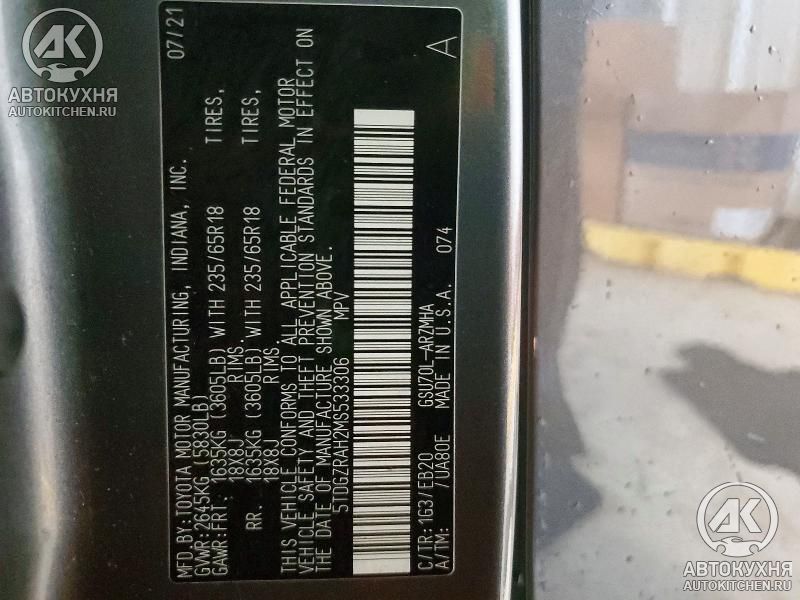 MFD.BY:TOYOTA MOTOR MANUFACTURING, INDIANA, INC. 07/21
GVWR:2645KG (5830LB)
GAWR:FRT: 1635KG (3605LB) WITH 235/65R18 TIRES,
18X8J RIMS.
RR. 1635KG (3605LB) WITH 235/65R18 TIRES,
18X8J RIMS.
THIS VEHICLE CONFORMS TO ALL APPLICABLE FEDERAL MOTOR
VEHICLE SAFETY AND THEFT PREVENTION STANDARDS IN EFFECT ON
THE DATE OF MANUFACTURE SHOWN ABOVE.
5TDGZRAH2MS533306 MPV
C/TR:1G3/EB20 GSU70L-ARZMHA
A/TM: /UA80E MADE IN U.S.A. 074 A
АК
АВТОКУХНЯ
AUTOKITCHEN.RU
АК
АВТОКУХНЯ
AUTOKITCHEN.RU